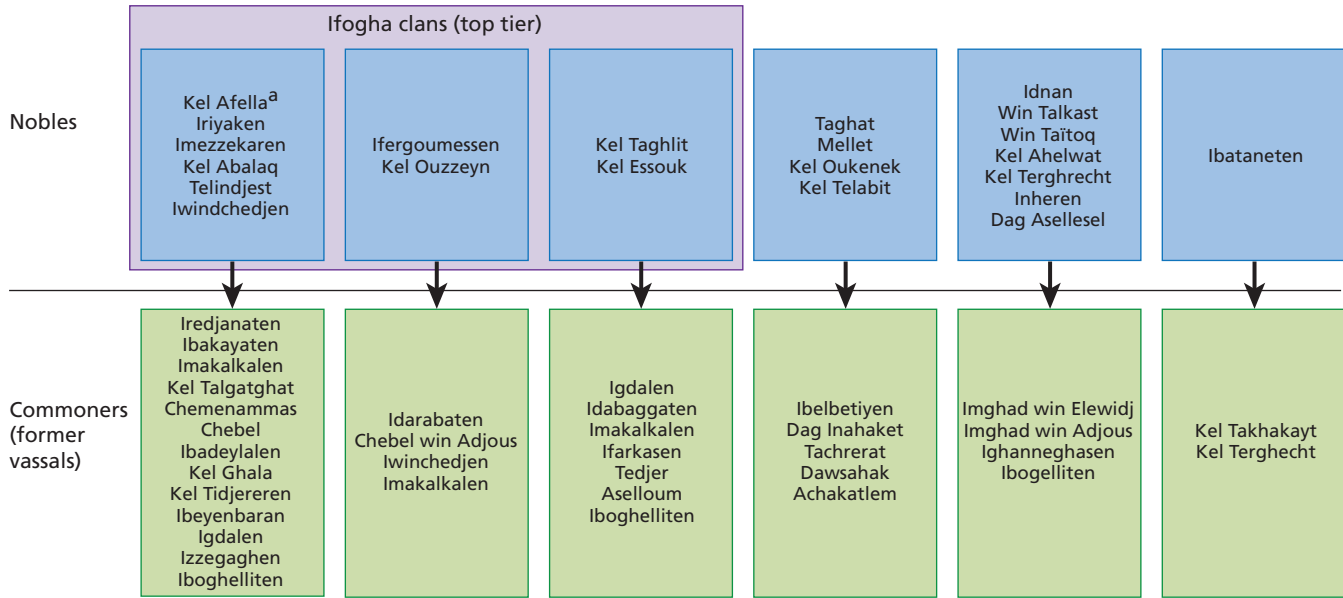 Ifogha clans (top tier)
Nobles
Kel Afellaᵃ
Iriyaken
Imezzekaren
Kel Abalaq
Telindjest
Iwindchedjen
Ifergoumessen
Kel Ouzzeyn
Kel Taghlit
Kel Essouk
Taghat
Mellet
Kel Oukenek
Kel Telabit
Idnan
Win Talkast
Win Taïtoq
Kel Ahelwat
Kel Terghrecht
Inheren
Dag Asellesel
Ibataneten
Commoners
(former
vassals)
Iredjanaten
Ibakayaten
Imakalkalen
Kel Talgatghat
Chemenammas
Chebel
Ibadeylalen
Kel Ghala
Kel Tidjereren
Ibeyenbaran
Igdalen
Izzegaghen
Iboghelliten
Idarabaten
Chebel win Adjous
Iwinchedjen
Imakalkalen
Igdalen
Idabaggaten
Imakalkalen
Ifarkasen
Tedjer
Aselloum
Iboghelliten
Ibelbetiyen
Dag Inahaket
Tachrerat
Dawsahak
Achakatlem
Imghad win Elewidj
Imghad win Adjous
Ighanneghasen
Ibogelliten
Kel Takhakayt
Kel Terghecht